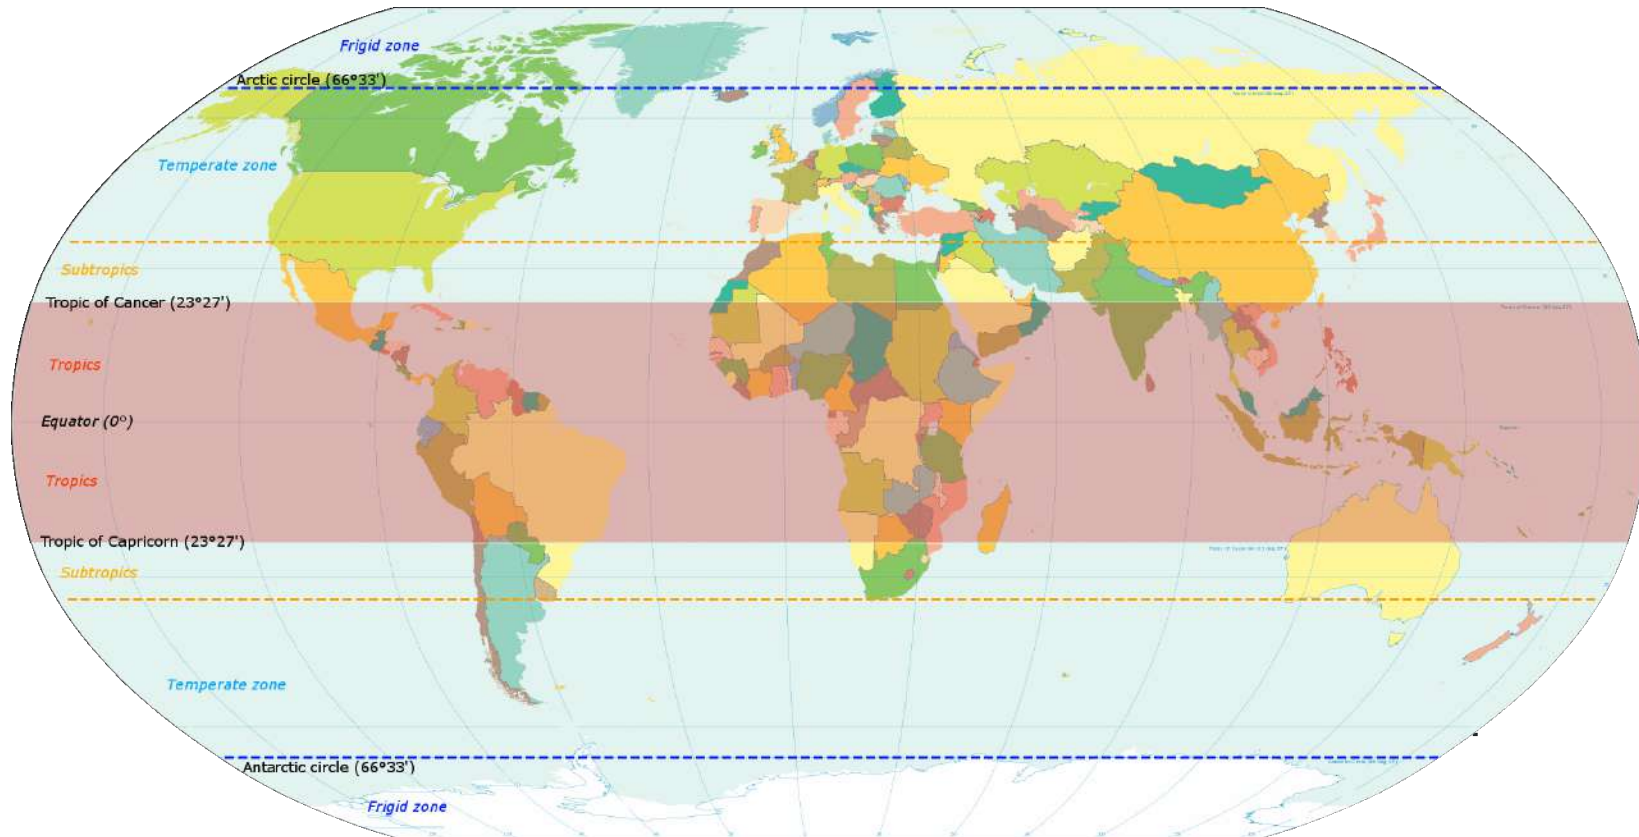 Frigid zone
Arctic circle (66°33')
Temperate zone
Subtropics
Tropic of Cancer (23°27')
Tropics
Equator (0°)
Tropics
Tropic of Capricorn (23°27')
Subtropics
Temperate zone
Antarctic circle (66°33')
Frigid zone